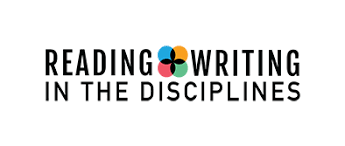 READING WRITING
IN THE DISCIPLINES